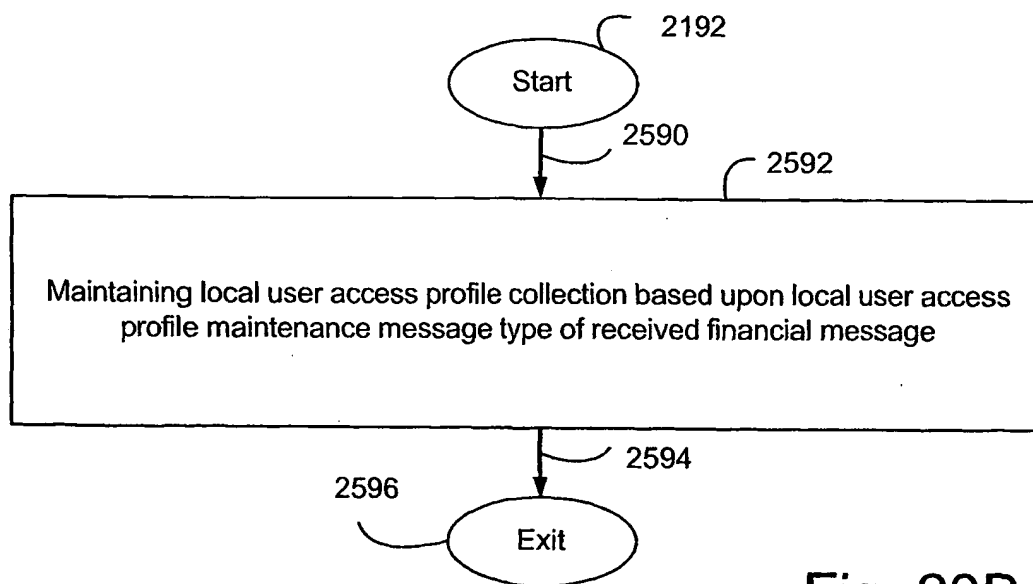 2192
Start
2590
2592
Maintaining local user access profile collection based upon local user access
profile maintenance message type of received financial message
2594
2596
Exit